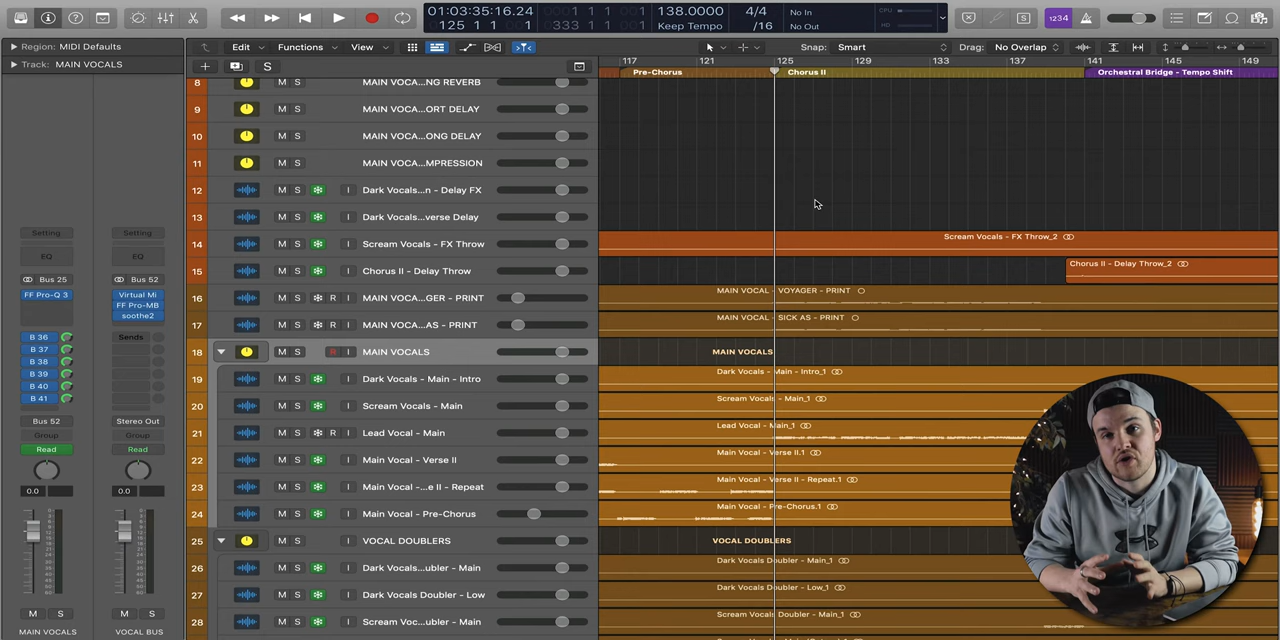 01:03:35:16.24
125 1 1 1
333 1 1 1
138.0000
Keep Tempo
4/4
/16
No In
No Out
CPU
HD
1234
Region: MIDI Defaults
Track: MAIN VOCALS
Edit
Functions
View
Snap: Smart
Drag: No Overlap
S
117
121
125
129
133
137
141
145
149
Pre-Chorus
Chorus II
Orchestral Bridge - Tempo Shift
8 M S MAIN VOCA...NG REVERB
9 M S MAIN VOCA...ORT DELAY
10 M S MAIN VOCA...ONG DELAY
11 M S MAIN VOCA...MPRESSION
12 M S I Dark Vocals...n - Delay FX
13 M S Dark Vocals...verse Delay
14 M S I Scream Vocals - FX Throw
Scream Vocals - FX Throw_2
15 M S I Chorus II - Delay Throw
Chorus II - Delay Throw_2
16 M S R I MAIN VOCA...GER - PRINT
MAIN VOCAL - VOYAGER - PRINT
17 M S R I MAIN VOCA...AS - PRINT
MAIN VOCAL - SICK AS - PRINT
18 M S R I MAIN VOCALS
MAIN VOCALS
19 M S I Dark Vocals - Main - Intro
Dark Vocals - Main - Intro_1
20 M S I Scream Vocals - Main
Scream Vocals - Main_1
21 M S R I Lead Vocal - Main
Lead Vocal - Main_1
22 M S I Main Vocal - Verse II
Main Vocal - Verse II.1
23 M S I Main Vocal -...e II - Repeat
Main Vocal - Verse II - Repeat.1
24 M S I Main Vocal - Pre-Chorus
Main Vocal - Pre-Chorus.1
25 M S I VOCAL DOUBLERS
VOCAL DOUBLERS
26 M S I Dark Vocals...ubler - Main
Dark Vocals Doubler - Main_1
27 M S I Dark Vocals Doubler - Low
Dark Vocals Doubler - Low_1
28 M S I Scream Voc...ubler - Main
Scream Vocals Doubler - Main_1
Setting
Setting
EQ
EQ
Bus 25
Bus 52
FF Pro-Q 3
Virtual Mi
FF Pro-MB
soothe2
B 36
Sends
B 37
B 38
B 39
B 40
B 41
Bus 52
Stereo Out
Group
Group
Read
Read
0.0
0.0
M S
M S
MAIN VOCALS
VOCAL BUS